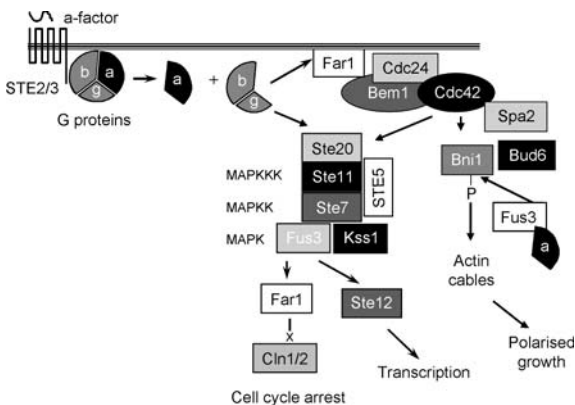 a-factor
STE2/3
b
a
g
G proteins
a
+
b
g
Far1
Cdc24
Bem1
Cdc42
Spa2
Ste20
MAPKKK
Ste11
STE5
MAPKK
Ste7
MAPK
Fus3
Kss1
Bni1
Bud6
P
Fus3
a
Far1
Ste12
X
Cln1/2
Actin
cables
Polarised
growth
Transcription
Cell cycle arrest